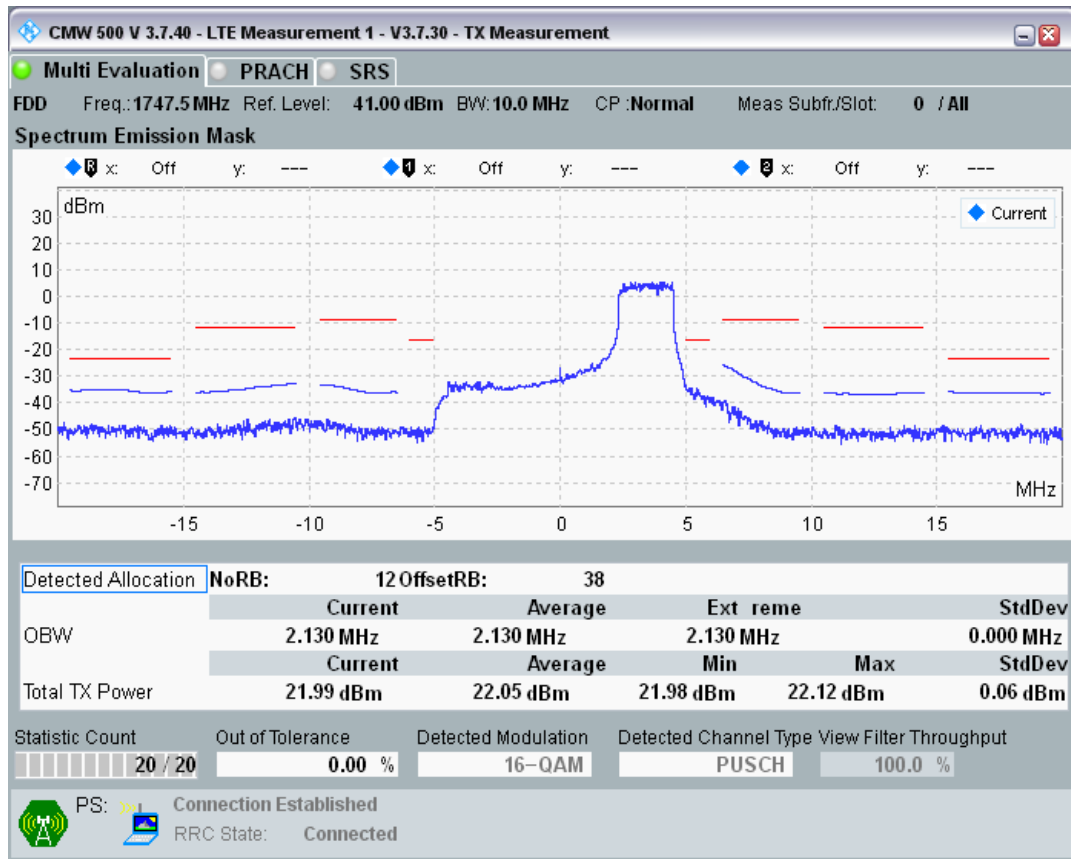 CMW 500 V 3.7.40 - LTE Measurement 1 - V3.7.30 - TX Measurement
Multi Evaluation PRACH SRS
FDD Freq.: 1747.5 MHz Ref. Level: 41.00 dBm BW: 10.0 MHz CP : Normal Meas Subfr./Slot: 0 / All
Spectrum Emission Mask
R x: Off y: --- 1 x: Off y: --- 2 x: Off y: ---
dBm
Current
30
20
10
0
-10
-20
-30
-40
-50
-60
-70
MHz
-15 -10 -5 0 5 10 15
Detected Allocation NoRB: 12 OffsetRB: 38
Current Average Ext reme StdDev
OBW 2.130 MHz 2.130 MHz 2.130 MHz 0.000 MHz
Current Average Min Max StdDev
Total TX Power 21.99 dBm 22.05 dBm 21.98 dBm 22.12 dBm 0.06 dBm
Statistic Count Out of Tolerance Detected Modulation Detected Channel Type View Filter Throughput
20 / 20 0.00 % 16-QAM PUSCH 100.0 %
PS: Connection Established
RRC State: Connected